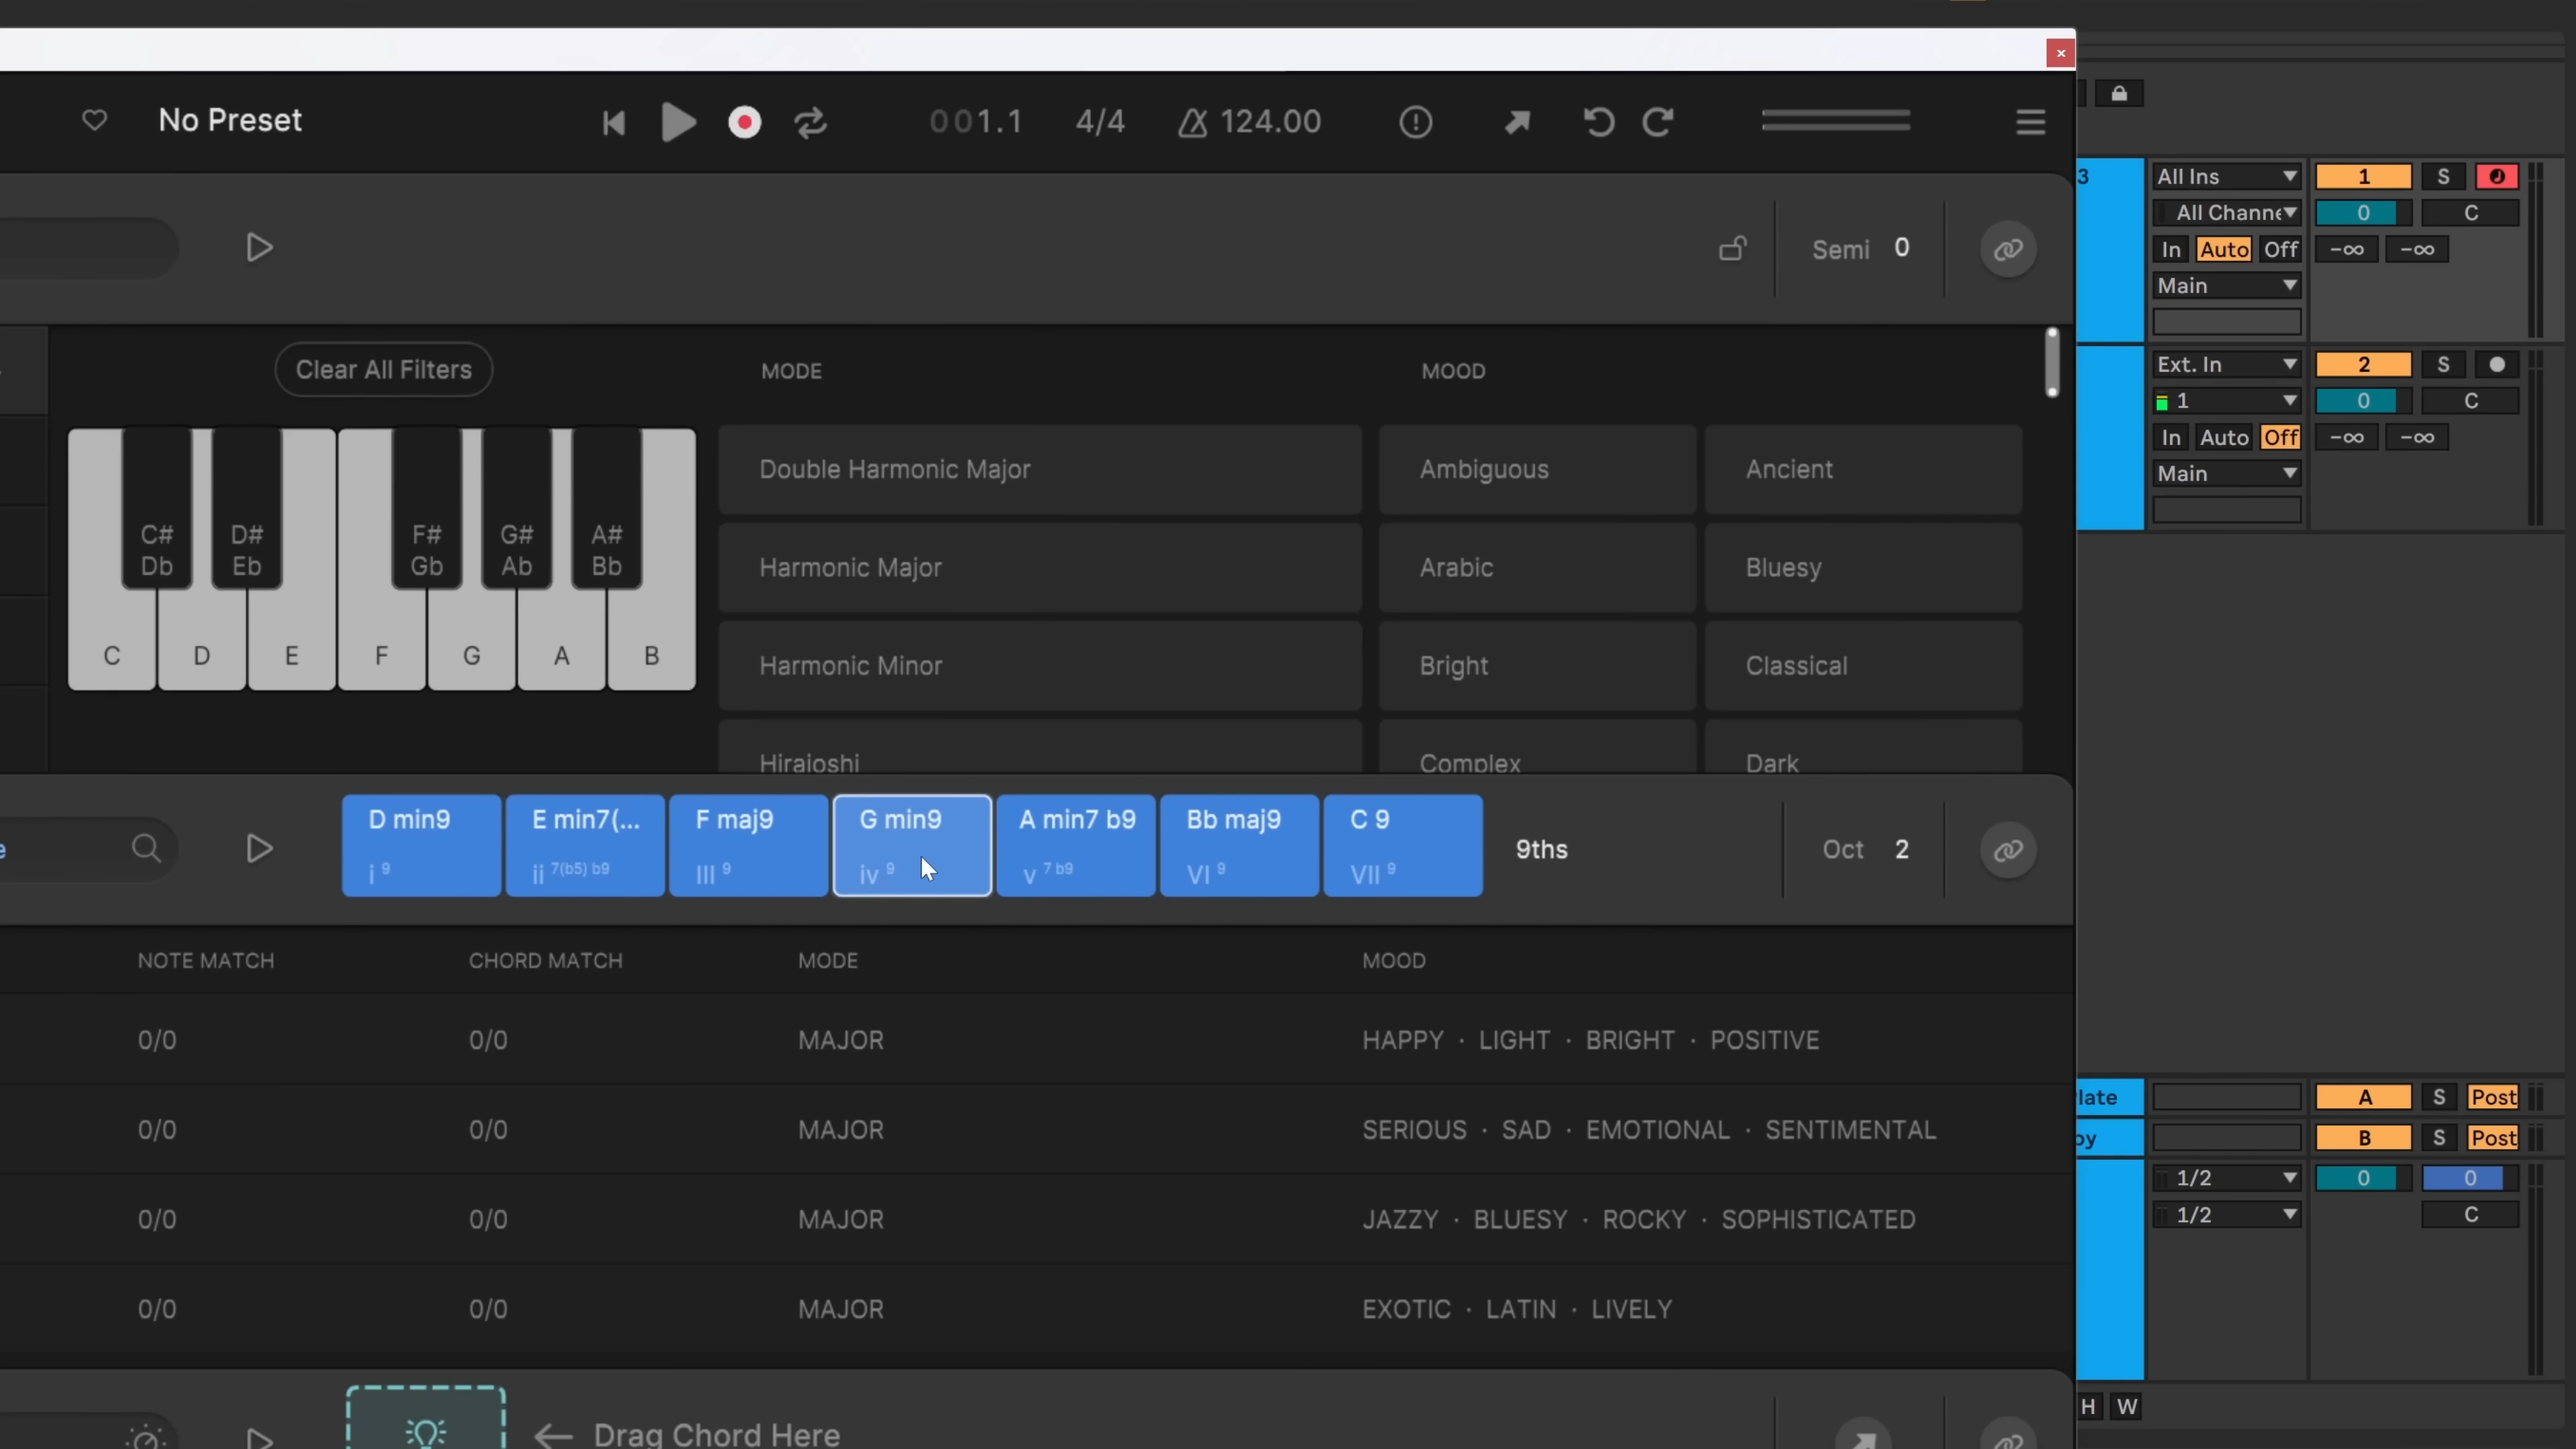 No Preset
001.1
4/4
124.00
Semi 0
Clear All Filters
MODE
MOOD
C# Db
D# Eb
F# Gb
G# Ab
A# Bb
C D E F G A B
Double Harmonic Major
Ambiguous
Ancient
Harmonic Major
Arabic
Bluesy
Harmonic Minor
Bright
Classical
Hirajoshi
Complex
Dark
D min9
i 9
E min7(...
ii 7(b5) b9
F maj9
III 9
G min9
iv 9
A min7 b9
v 7 b9
Bb maj9
VI 9
C 9
VII 9
9ths
Oct 2
NOTE MATCH
CHORD MATCH
MODE
MOOD
0/0 0/0 MAJOR HAPPY · LIGHT · BRIGHT · POSITIVE
0/0 0/0 MAJOR SERIOUS · SAD · EMOTIONAL · SENTIMENTAL
0/0 0/0 MAJOR JAZZY · BLUESY · ROCKY · SOPHISTICATED
0/0 0/0 MAJOR EXOTIC · LATIN · LIVELY
Drag Chord Here
3
All Ins
1 S
All Channe
0 C
In Auto Off
-∞ -∞
Main
Ext. In
2 S
1
0 C
In Auto Off
-∞ -∞
Main
late
A S Post
by
B S Post
1/2
0 0
1/2
C
H W